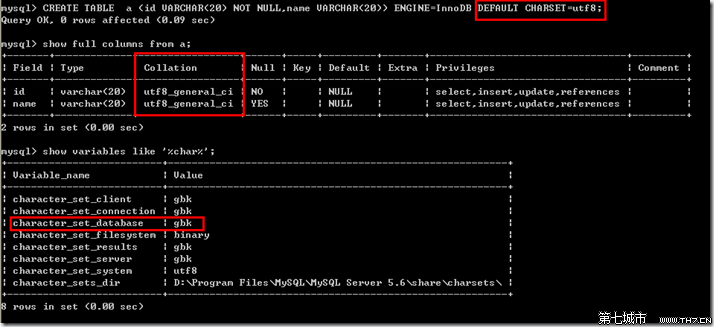 mysql> CREATE TABLE  a (id VARCHAR(20) NOT NULL,name VARCHAR(20)) ENGINE=InnoDB DEFAULT CHARSET=utf8;
Query OK, 0 rows affected (0.09 sec)
mysql> show full columns from a;
| Field | Type | Collation | Null | Key | Default | Extra | Privileges | Comment |
| id | varchar(20) | utf8_general_ci | NO | | NULL | | select,insert,update,references | |
| name | varchar(20) | utf8_general_ci | YES | | NULL | | select,insert,update,references | |
2 rows in set (0.00 sec)
mysql> show variables like '%char%';
| Variable_name | Value |
| character_set_client | gbk |
| character_set_connection | gbk |
| character_set_database | gbk |
| character_set_filesystem | binary |
| character_set_results | gbk |
| character_set_server | gbk |
| character_set_system | utf8 |
| character_sets_dir | D:\Program Files\MySQL\MySQL Server 5.6\share\charsets\ |
8 rows in set (0.00 sec)
第七城市 WWW.TH7.CN